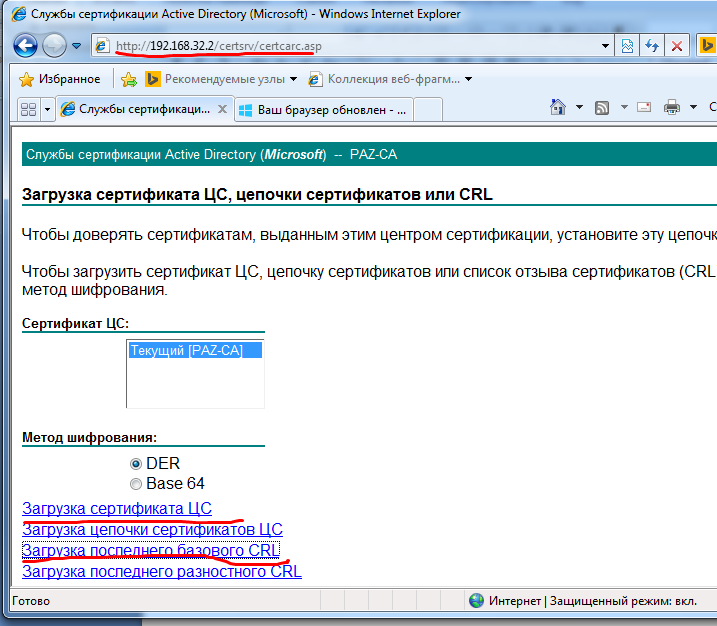 Службы сертификации Active Directory (Microsoft) - Windows Internet Explorer
http://192.168.32.2/certsrv/certcarc.asp
Избранное
Рекомендуемые узлы
Коллекция веб-фрагм...
Службы сертификаци...
Ваш браузер обновлен - ...
Службы сертификации Active Directory (Microsoft) -- PAZ-CA
Загрузка сертификата ЦС, цепочки сертификатов или CRL
Чтобы доверять сертификатам, выданным этим центром сертификации, установите эту цепочк
Чтобы загрузить сертификат ЦС, цепочку сертификатов или список отзыва сертификатов (CRL
метод шифрования.
Сертификат ЦС:
Текущий [PAZ-CA]
Метод шифрования:
DER
Base 64
Загрузка сертификата ЦС
Загрузка цепочки сертификатов ЦС
Загрузка последнего базового CRL
Загрузка последнего разностного CRL
Готово
Интернет | Защищенный режим: вкл.